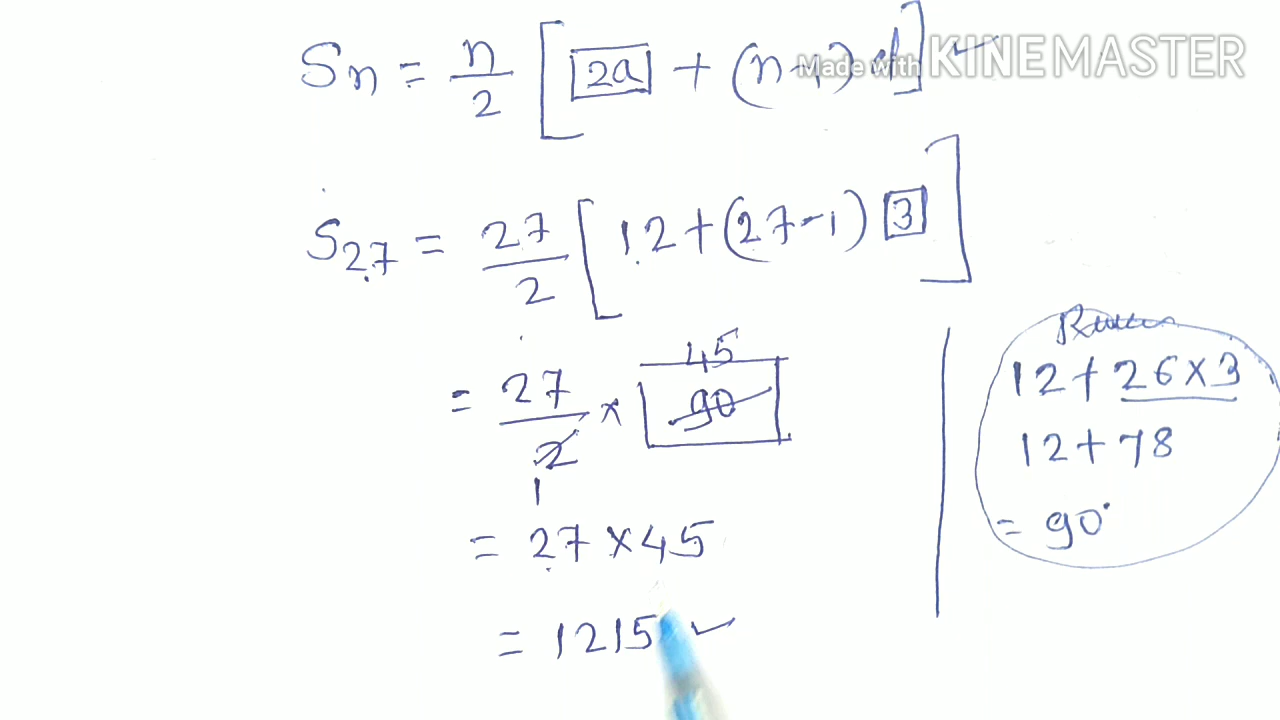 Sn = n/2 [ 2a + (n-1) d ] ✓
Made with KINEMASTER
S27 = 27/2 [ 12 + (27-1) 3 ]
= 27/2 × 90
45
1
= 27 × 45
= 1215 ✓
12 + 26 × 3
12 + 78
= 90